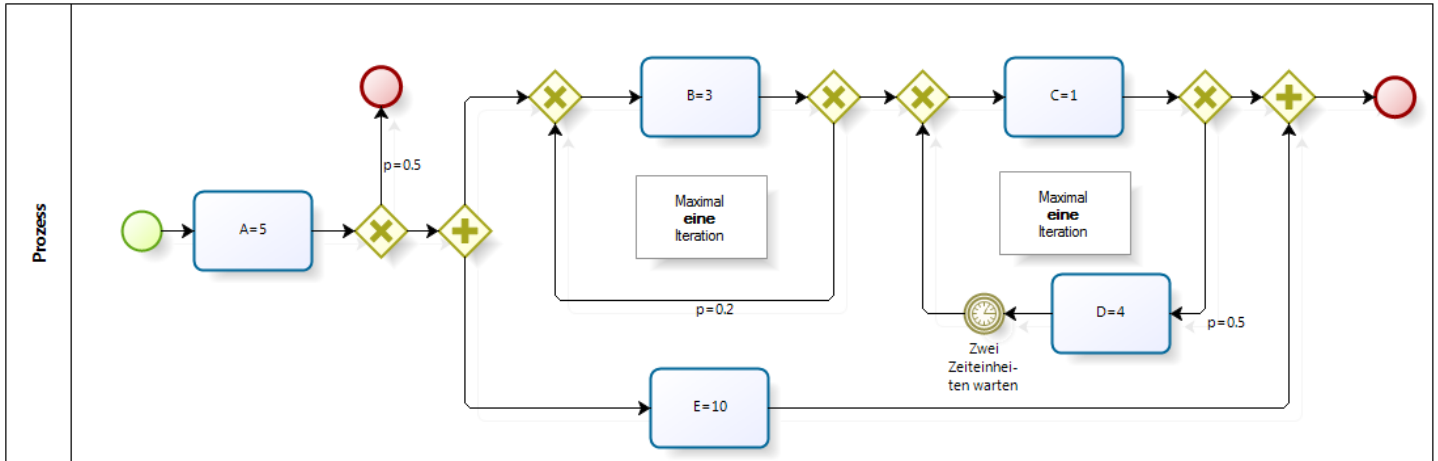 Prozess
A=5
p=0.5
B=3
Maximal
eine
Iteration
p=0.2
C=1
Maximal
eine
Iteration
D=4
p=0.5
Zwei
Zeiteinhei-
ten warten
E=10